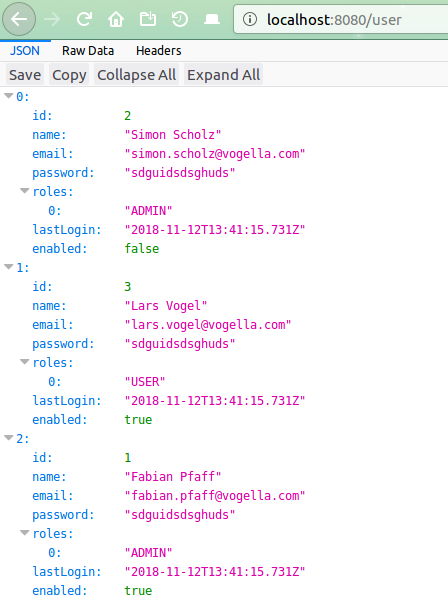 localhost:8080/user
JSON Raw Data Headers
Save Copy Collapse All Expand All
0:
id: 2
name: "Simon Scholz"
email: "simon.scholz@vogella.com"
password: "sdguidsdsghuds"
roles:
0: "ADMIN"
lastLogin: "2018-11-12T13:41:15.731Z"
enabled: false
1:
id: 3
name: "Lars Vogel"
email: "lars.vogel@vogella.com"
password: "sdguidsdsghuds"
roles:
0: "USER"
lastLogin: "2018-11-12T13:41:15.731Z"
enabled: true
2:
id: 1
name: "Fabian Pfaff"
email: "fabian.pfaff@vogella.com"
password: "sdguidsdsghuds"
roles:
0: "ADMIN"
lastLogin: "2018-11-12T13:41:15.731Z"
enabled: true